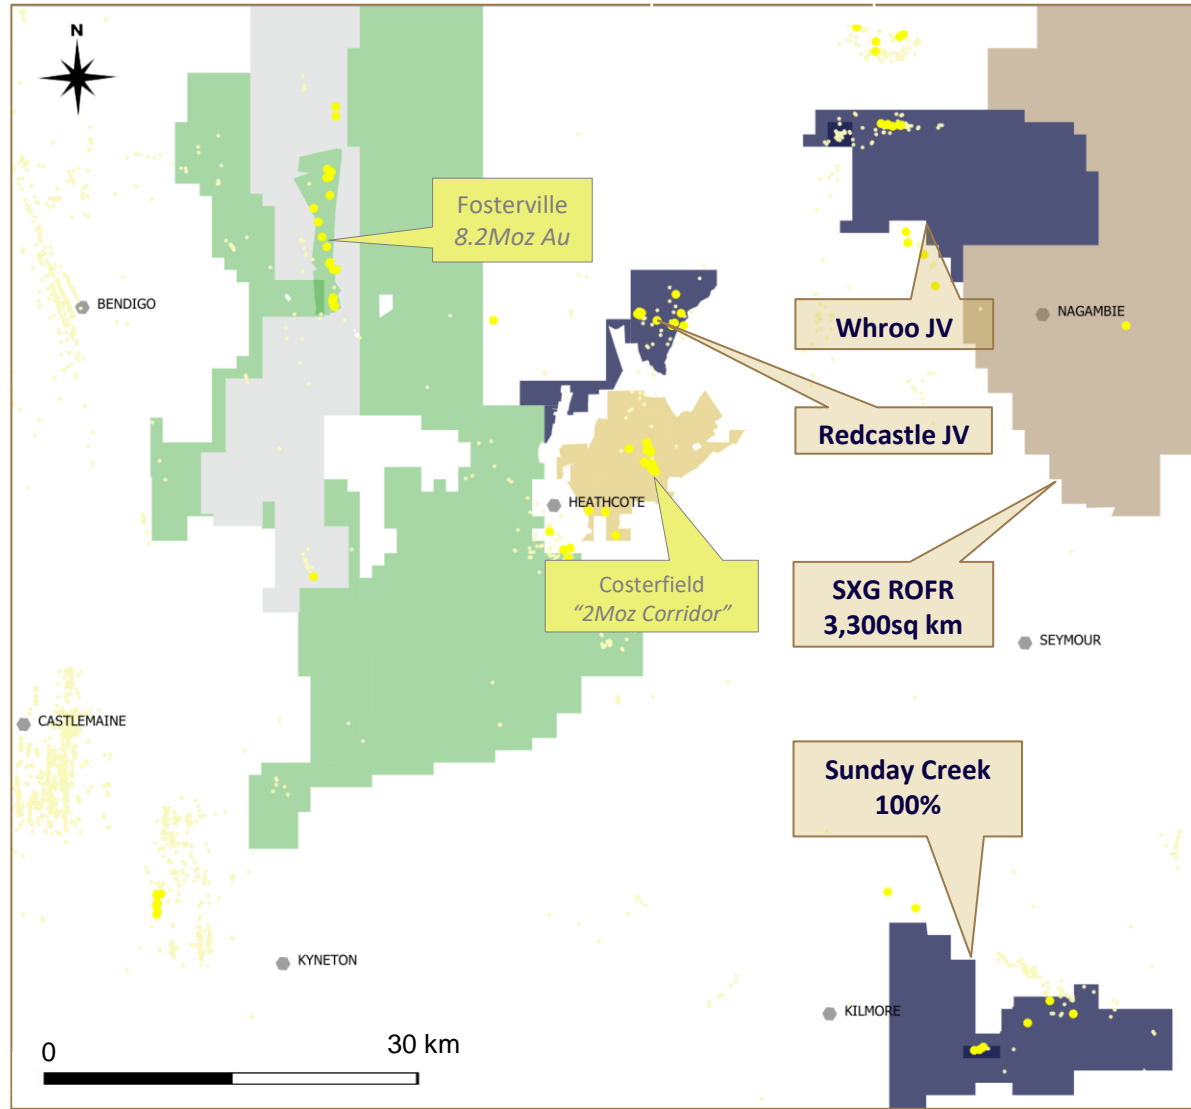 N
Fosterville
8.2Moz Au
BENDIGO
Whroo JV
NAGAMBIE
Redcastle JV
HEATHCOTE
Costerfield
“2Moz Corridor”
SXG ROFR
3,300sq km
SEYMOUR
CASTLEMAINE
Sunday Creek
100%
KYNETON
KILMORE
0
30 km